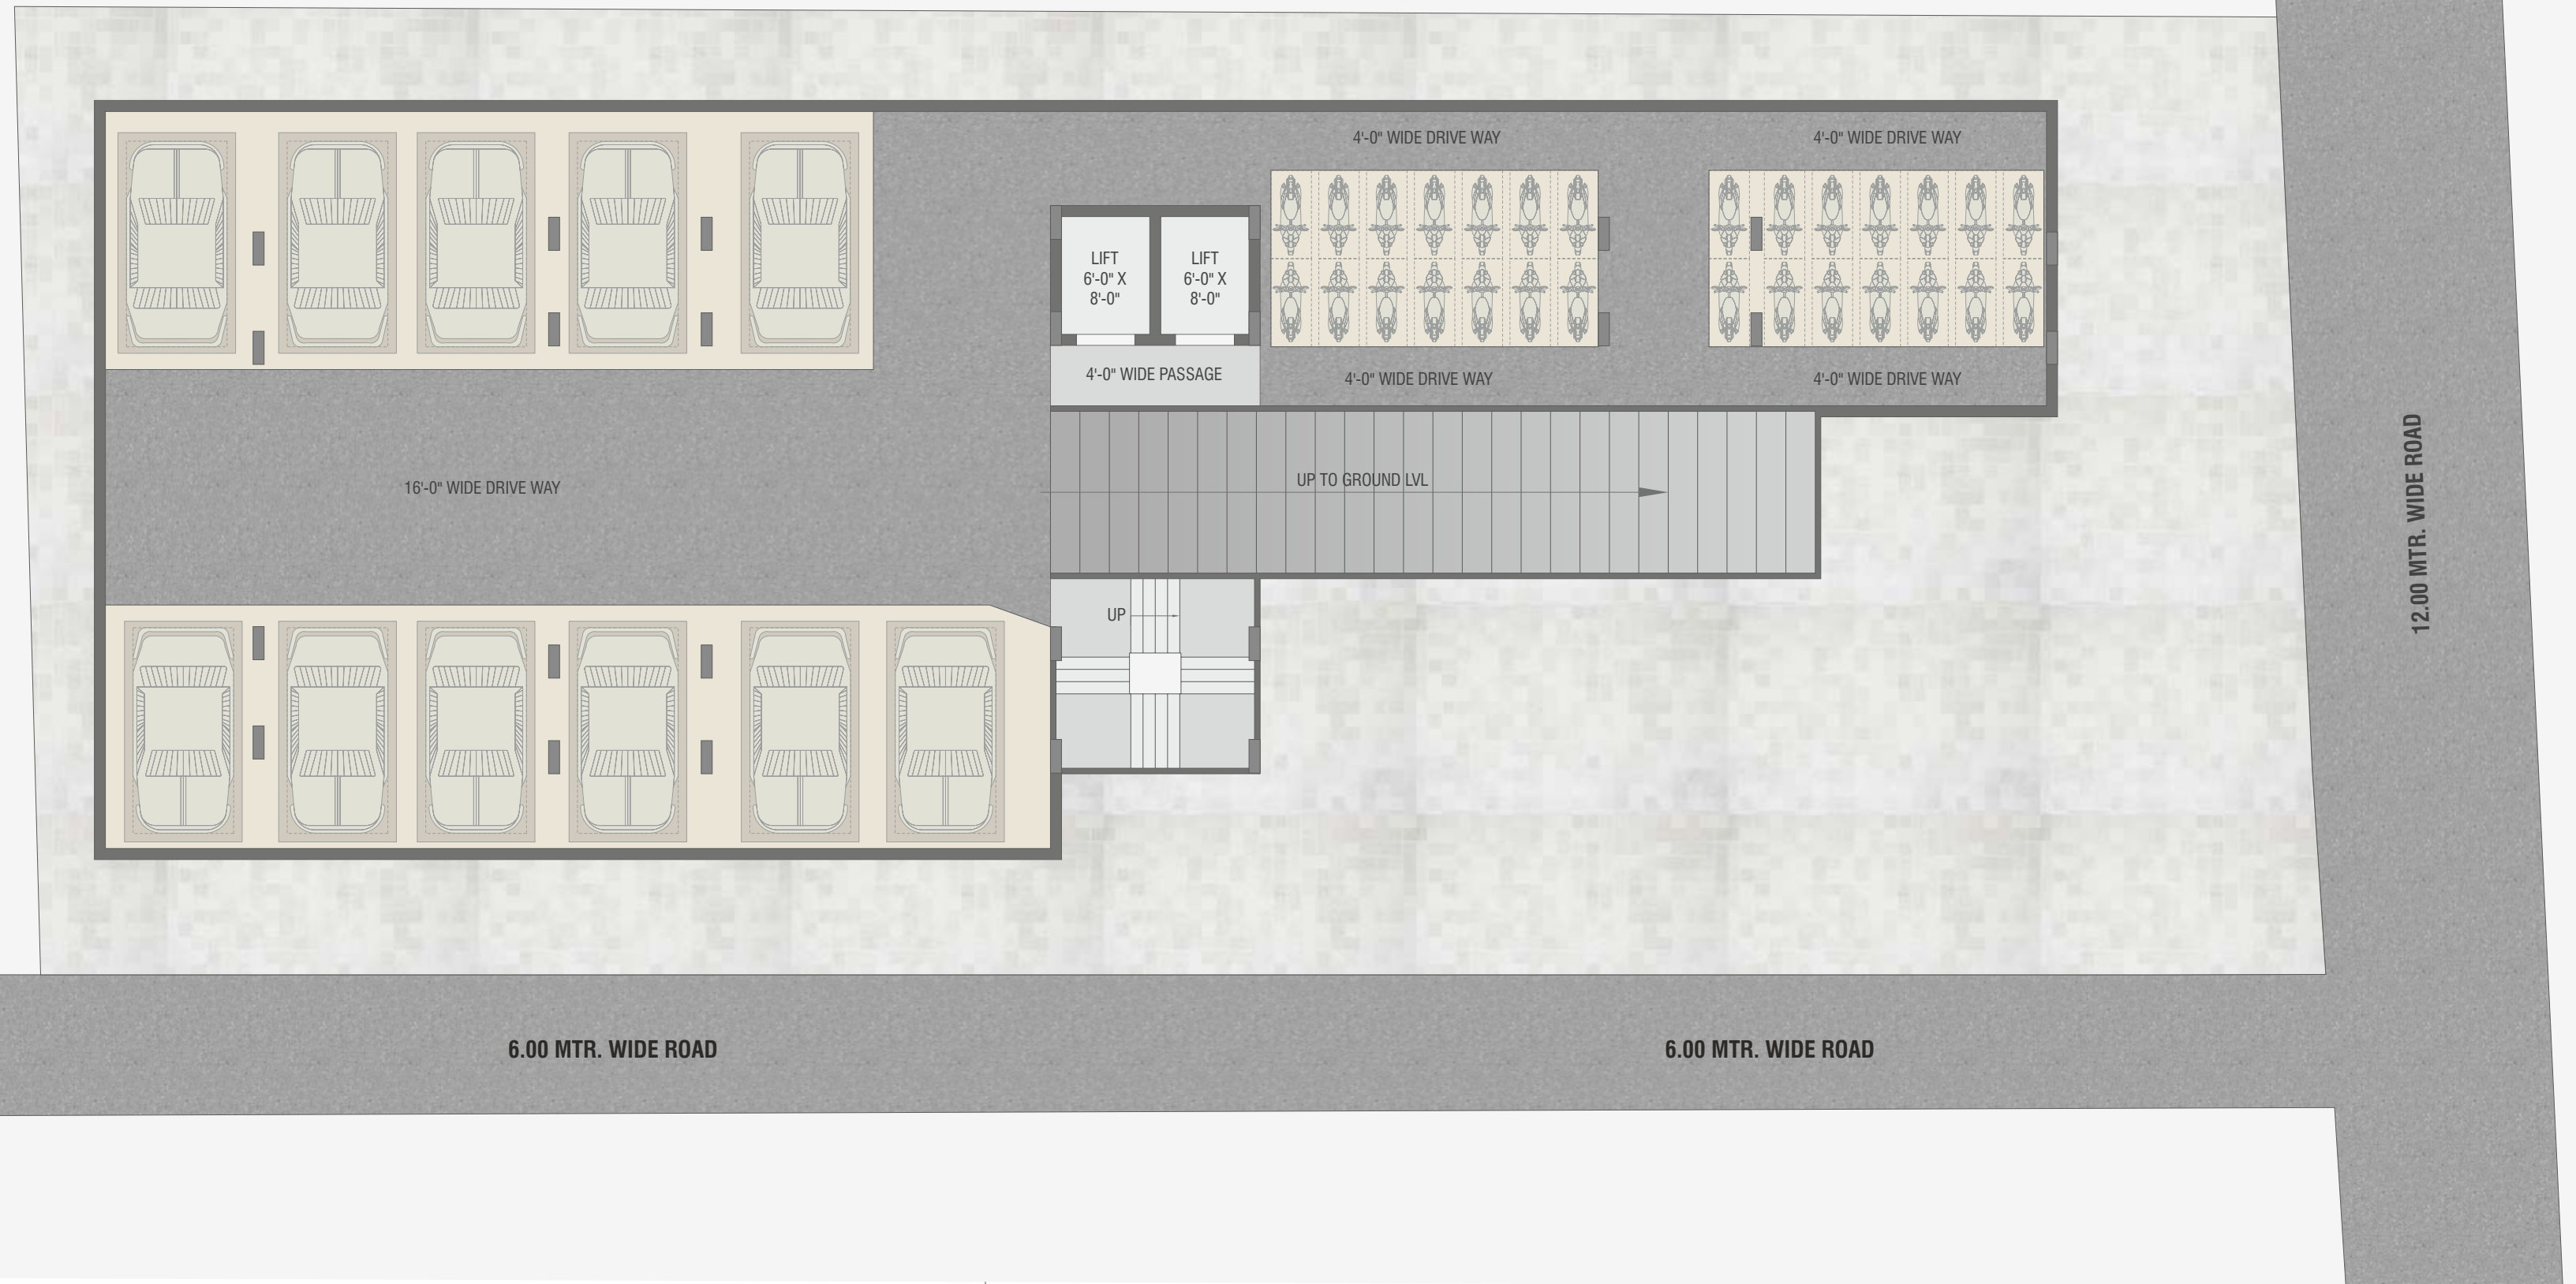 4'-0" WIDE DRIVE WAY
4'-0" WIDE DRIVE WAY
LIFT
6'-0" X
8'-0"
LIFT
6'-0" X
8'-0"
4'-0" WIDE PASSAGE
4'-0" WIDE DRIVE WAY
4'-0" WIDE DRIVE WAY
16'-0" WIDE DRIVE WAY
UP TO GROUND LVL
12.00 MTR. WIDE ROAD
UP
6.00 MTR. WIDE ROAD
6.00 MTR. WIDE ROAD